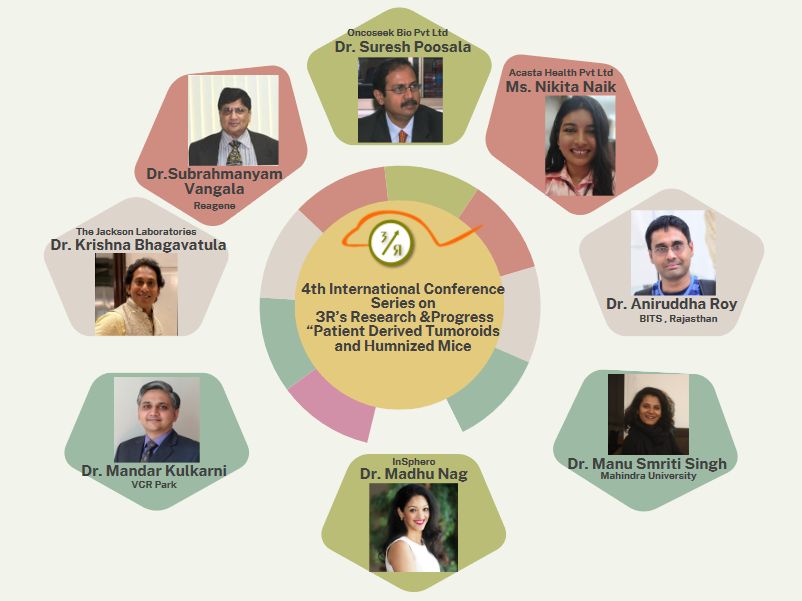 Oncoseek Bio Pvt Ltd
Dr. Suresh Poosala
Acasta Health Pvt Ltd
Ms. Nikita Naik
Dr.Subrahmanyam
Vangala
Reagene
The Jackson Laboratories
Dr. Krishna Bhagavatula
Dr. Aniruddha Roy
BITS , Rajasthan
3/Я
4th International Conference
Series on
3R's Research &Progress
“Patient Derived Tumoroids
and Humnized Mice
Dr. Mandar Kulkarni
VCR Park
InSphero
Dr. Madhu Nag
Dr. Manu Smriti Singh
Mahindra University